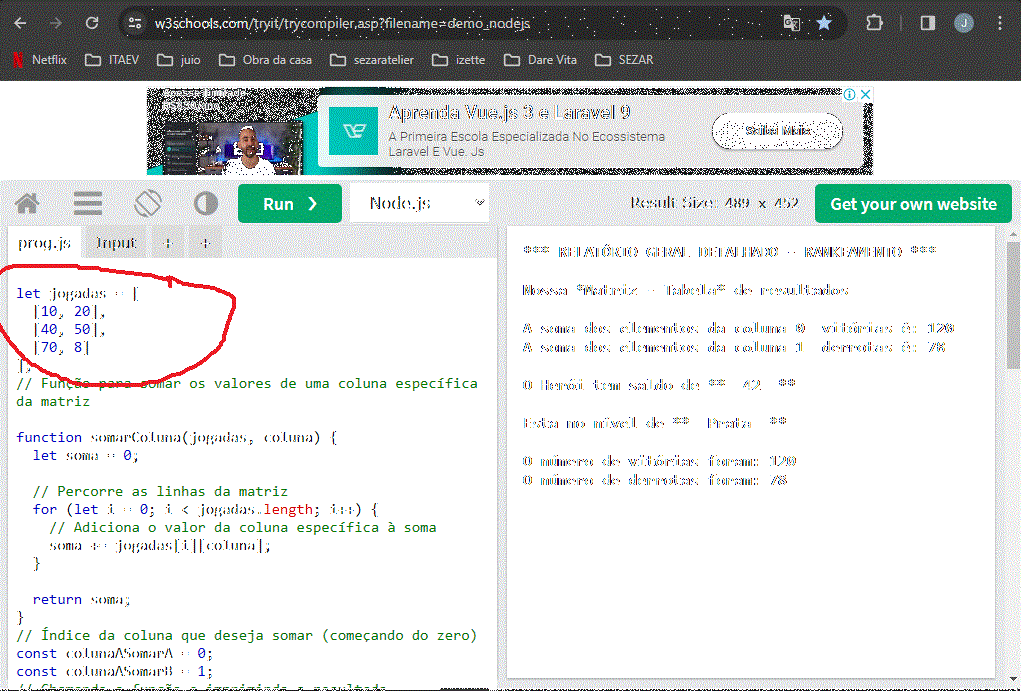 w3schools.com/tryit/trycompiler.asp?filename=demo_nodejs
J
Netflix ITAEV juio Obra da casa sezaratelier izette Dare Vita SEZAR
Aprenda Vue.js 3 e Laravel 9
A Primeira Escola Especializada No Ecossistema
Laravel E Vue. Js
Saiba Mais
Run ❯ Node.js Result Size: 489 x 452 Get your own website
prog.js Input + +
let jogadas = [
[10, 20],
[40, 50],
[70, 8]
];
// Função para somar os valores de uma coluna específica
da matriz
function somarColuna(jogadas, coluna) {
let soma = 0;
// Percorre as linhas da matriz
for (let i = 0; i < jogadas.length; i++) {
// Adiciona o valor da coluna específica à soma
soma += jogadas[i][coluna];
}
return soma;
}
// Índice da coluna que deseja somar (começando do zero)
const colunaASomarA = 0;
const colunaASomarB = 1;
// Chamando a função e imprimindo o resultado
*** RELATÓRIO GERAL DETALHADO - RANKEAMENTO ***
Nossa *Matriz - Tabela* de resultados
A soma dos elementos da coluna 0 vitórias é: 120
A soma dos elementos da coluna 1 derrotas é: 78
O Herói tem saldo de ** 42 **
Esta no nível de ** Prata **
O número de vitórias foram: 120
O número de derrotas foram: 78